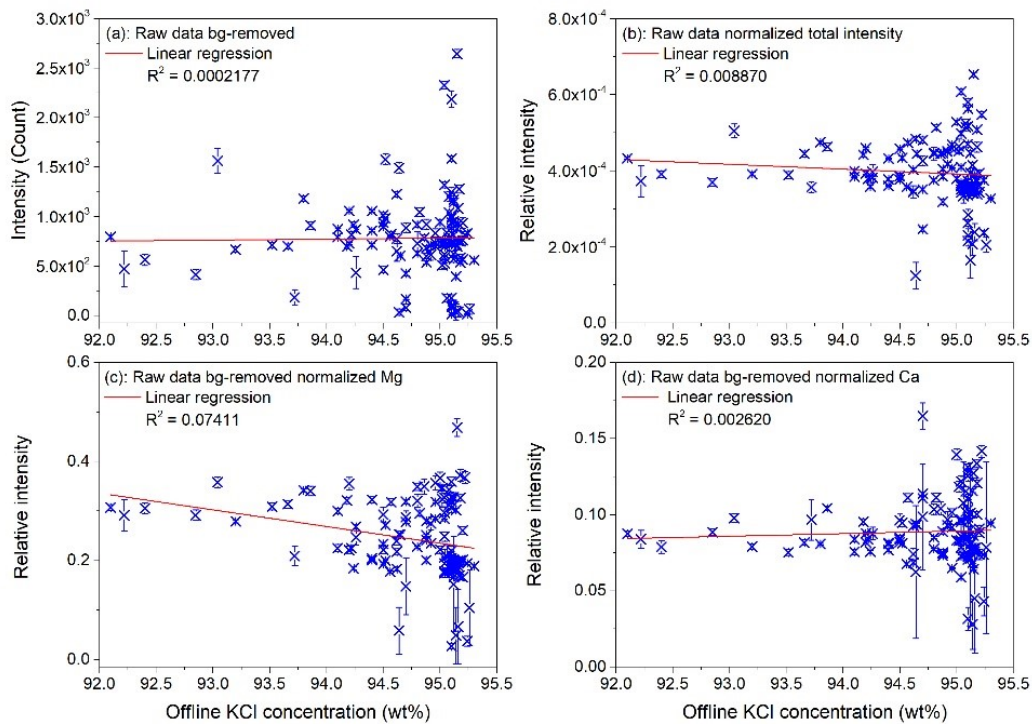 (a): Raw data bg-removed
Linear regression
R² = 0.0002177
Intensity (Count)
3.0x10³
2.5x10³
2.0x10³
1.5x10³
1.0x10³
5.0x10²
0.0
92.0 92.5 93.0 93.5 94.0 94.5 95.0 95.5
(b): Raw data normalized total intensity
Linear regression
R² = 0.008870
Relative intensity
8.0x10⁻⁴
6.0x10⁻⁴
4.0x10⁻⁴
2.0x10⁻⁴
0.0
92.0 92.5 93.0 93.5 94.0 94.5 95.0 95.5
(c): Raw data bg-removed normalized Mg
Linear regression
R² = 0.07411
Relative intensity
0.6
0.4
0.2
0.0
92.0 92.5 93.0 93.5 94.0 94.5 95.0 95.5
Offline KCl concentration (wt%)
(d): Raw data bg-removed normalized Ca
Linear regression
R² = 0.002620
Relative intensity
0.20
0.15
0.10
0.05
0.00
92.0 92.5 93.0 93.5 94.0 94.5 95.0 95.5
Offline KCl concentration (wt%)